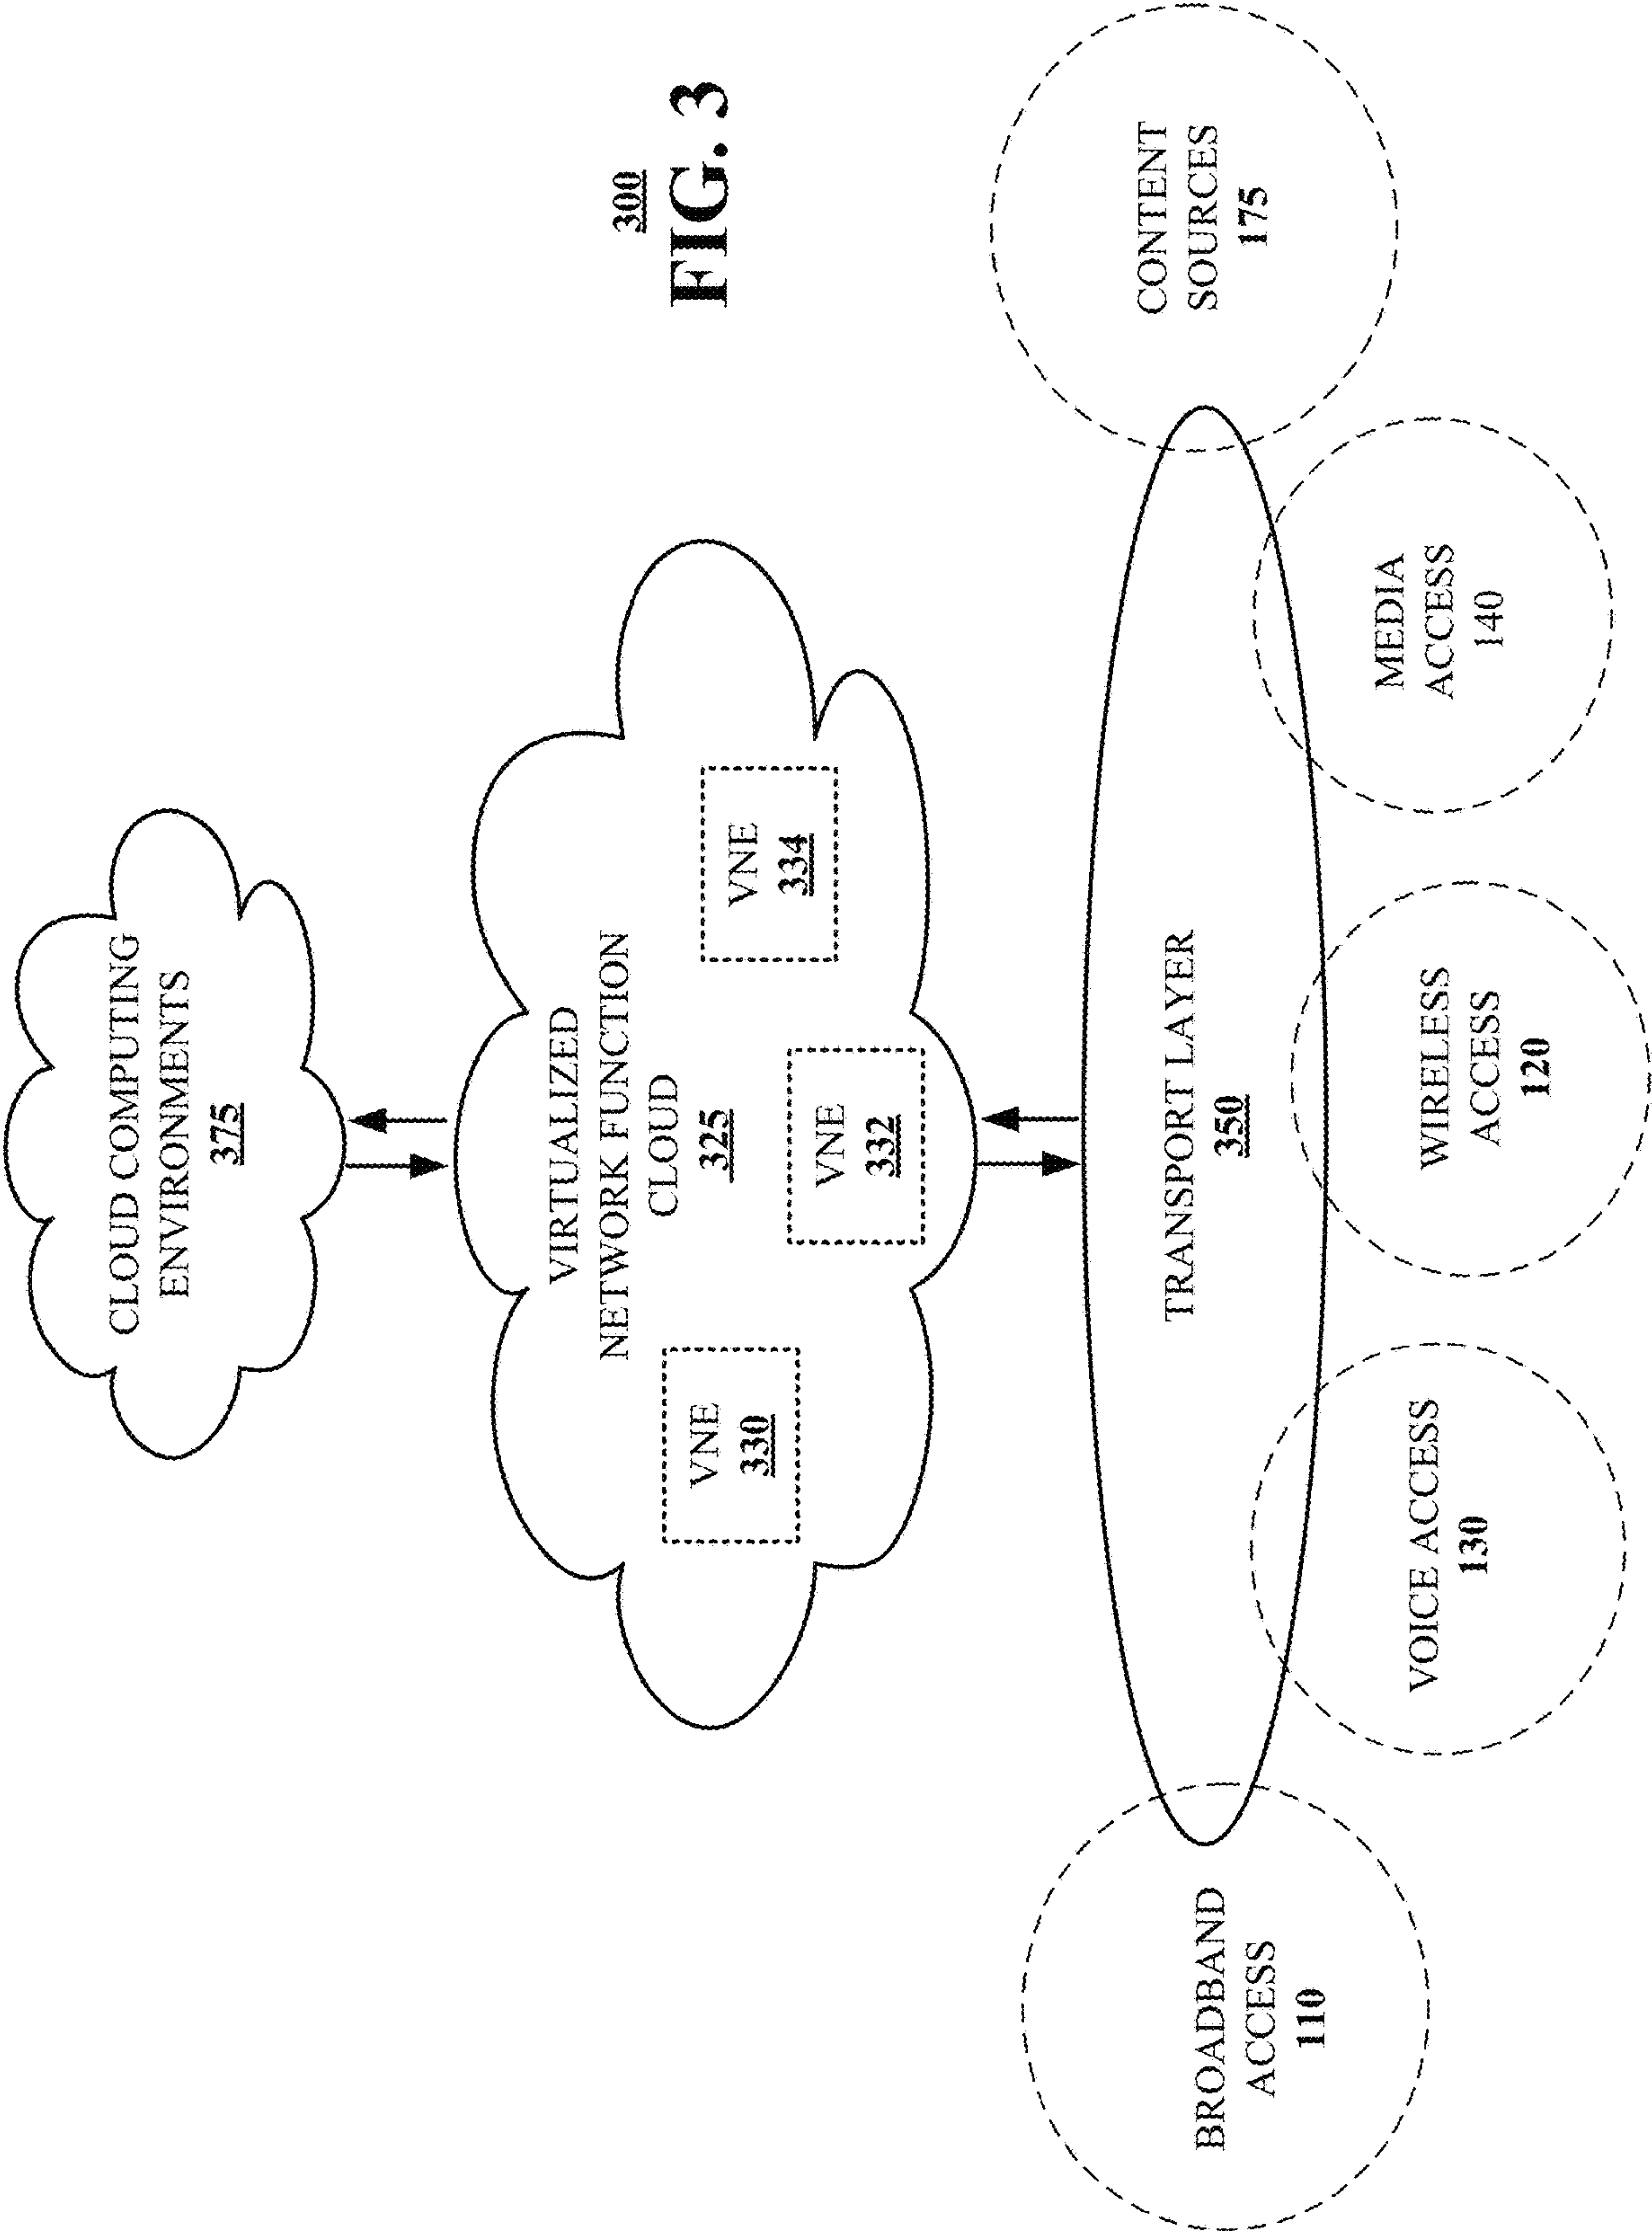 CLOUD COMPUTING
ENVIRONMENTS
375
VIRTUALIZED
NETWORK FUNCTION
CLOUD
325
VNE
330
VNE
332
VNE
334
300
FIG. 3
TRANSPORT LAYER
350
BROADBAND
ACCESS
110
VOICE ACCESS
130
WIRELESS
ACCESS
120
MEDIA
ACCESS
140
CONTENT
SOURCES
175